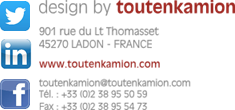 design by toutenkamion
901 rue du Lt Thomasset
45270 LADON - FRANCE
www.toutenkamion.com
toutenkamion@toutenkamion.com
Tél. : +33 (0)2 38 95 50 59
Fax : +33 (0)2 38 95 54 73